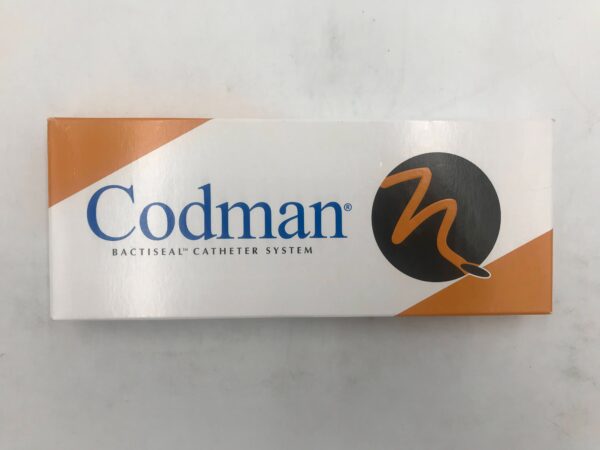 Codman®
BACTISEAL™ CATHETER SYSTEM